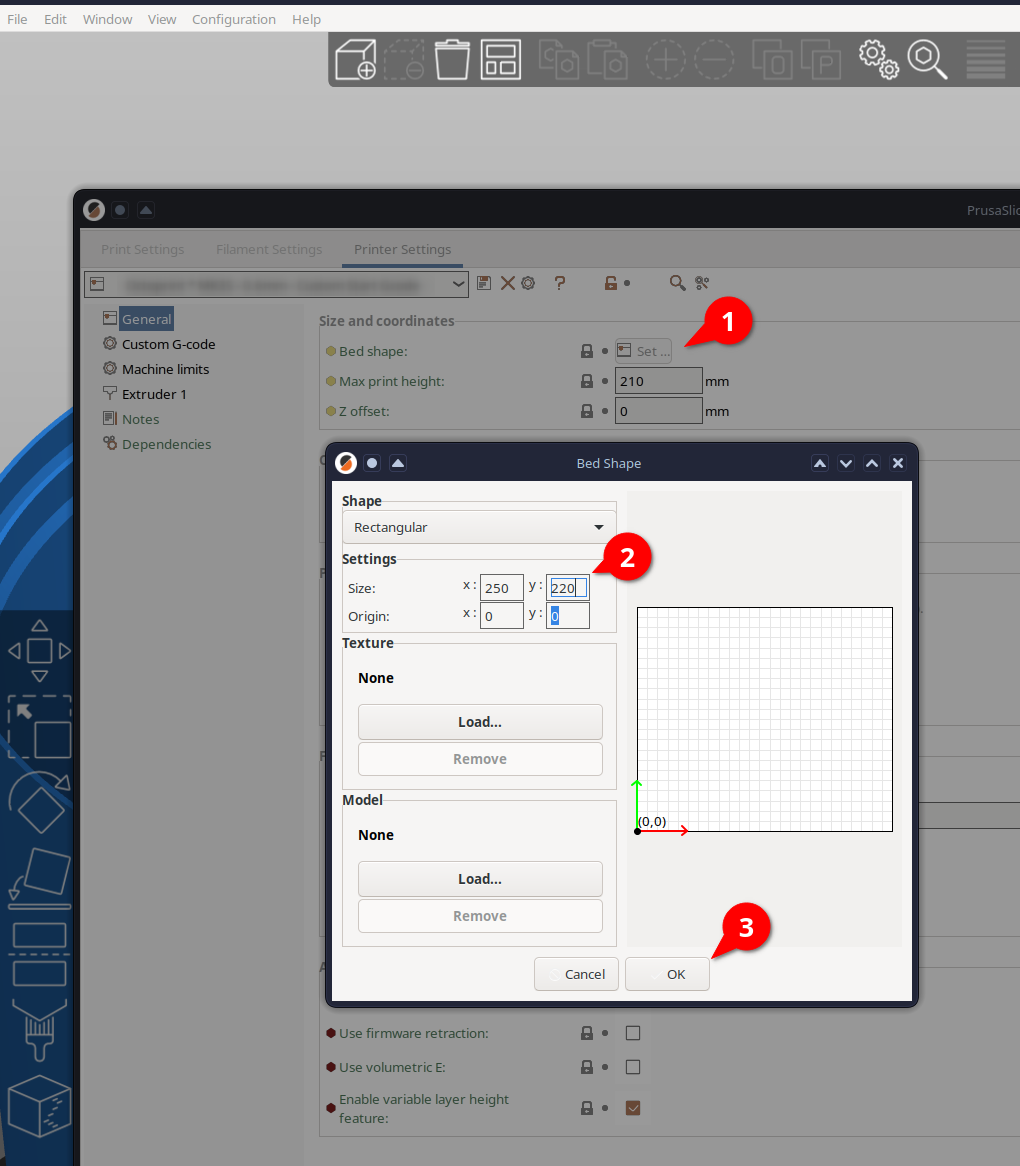 File Edit Window View Configuration Help
PrusaSlic
Print Settings Filament Settings Printer Settings
General
Custom G-code
Machine limits
Extruder 1
Notes
Dependencies
Size and coordinates
1
Bed shape: Set ...
Max print height: 210 mm
Z offset: 0 mm
Bed Shape
Shape
Rectangular
Settings
2
Size: x: 250 y: 220
Origin: x: 0 y: 0
Texture
None
Load...
Remove
Model
None
Load...
Remove
(0,0)
3
Cancel OK
Use firmware retraction:
Use volumetric E:
Enable variable layer height
feature: